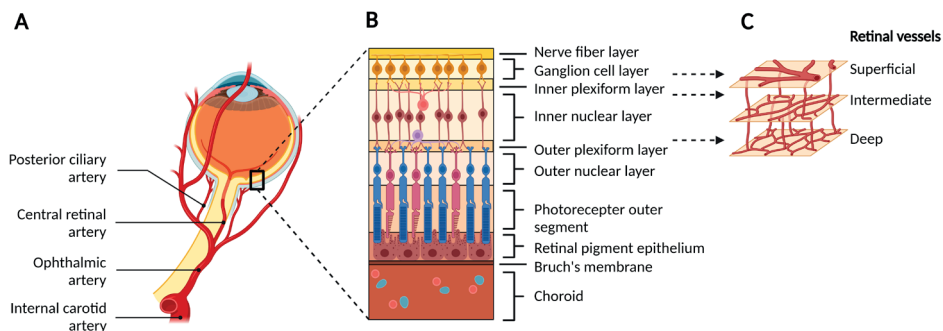 A
Posterior ciliary
artery
Central retinal
artery
Ophthalmic
artery
Internal carotid
artery
B
Nerve fiber layer
Ganglion cell layer
Inner plexiform layer
Inner nuclear layer
Outer plexiform layer
Outer nuclear layer
Photorecepter outer
segment
Retinal pigment epithelium
Bruch's membrane
Choroid
C
Retinal vessels
Superficial
Intermediate
Deep